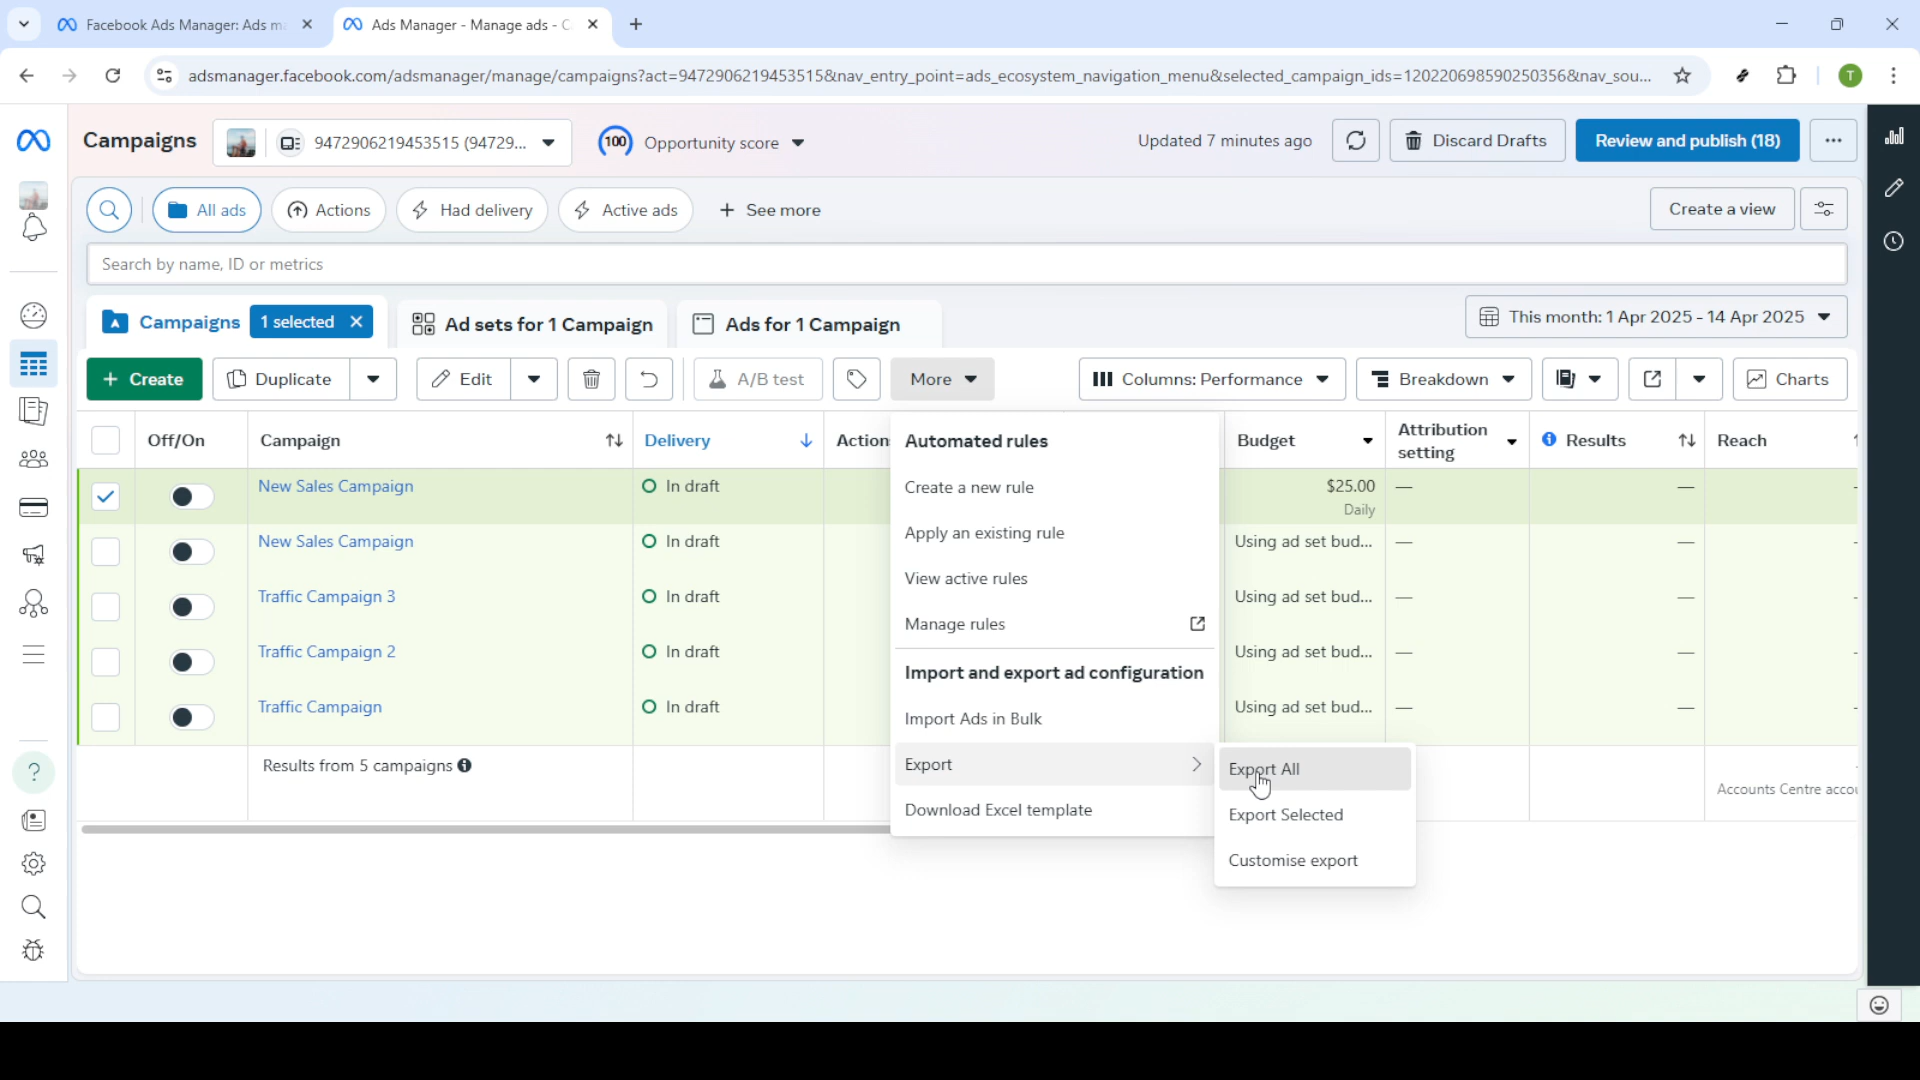 Facebook Ads Manager: Ads ma
Ads Manager - Manage ads - C
adsmanager.facebook.com/adsmanager/manage/campaigns?act=9472906219453515&nav_entry_point=ads_ecosystem_navigation_menu&selected_campaign_ids=120220698590250356&nav_sou...
T
Campaigns
9472906219453515 (94729...
100
Opportunity score
Updated 7 minutes ago
Discard Drafts
Review and publish (18)
All ads
Actions
Had delivery
Active ads
See more
Create a view
Search by name, ID or metrics
Campaigns
1 selected
Ad sets for 1 Campaign
Ads for 1 Campaign
This month: 1 Apr 2025 - 14 Apr 2025
+ Create
Duplicate
Edit
A/B test
More
Columns: Performance
Breakdown
Charts
Off/On
Campaign
Delivery
Action
Budget
Attribution
setting
Results
Reach
New Sales Campaign
In draft
$25.00
Daily
—
—
New Sales Campaign
In draft
Using ad set bud...
—
—
Traffic Campaign 3
In draft
Using ad set bud...
—
—
Traffic Campaign 2
In draft
Using ad set bud...
—
—
Traffic Campaign
In draft
Using ad set bud...
—
—
Results from 5 campaigns
Accounts Centre accou
Automated rules
Create a new rule
Apply an existing rule
View active rules
Manage rules
Import and export ad configuration
Import Ads in Bulk
Export
Download Excel template
Export All
Export Selected
Customise export